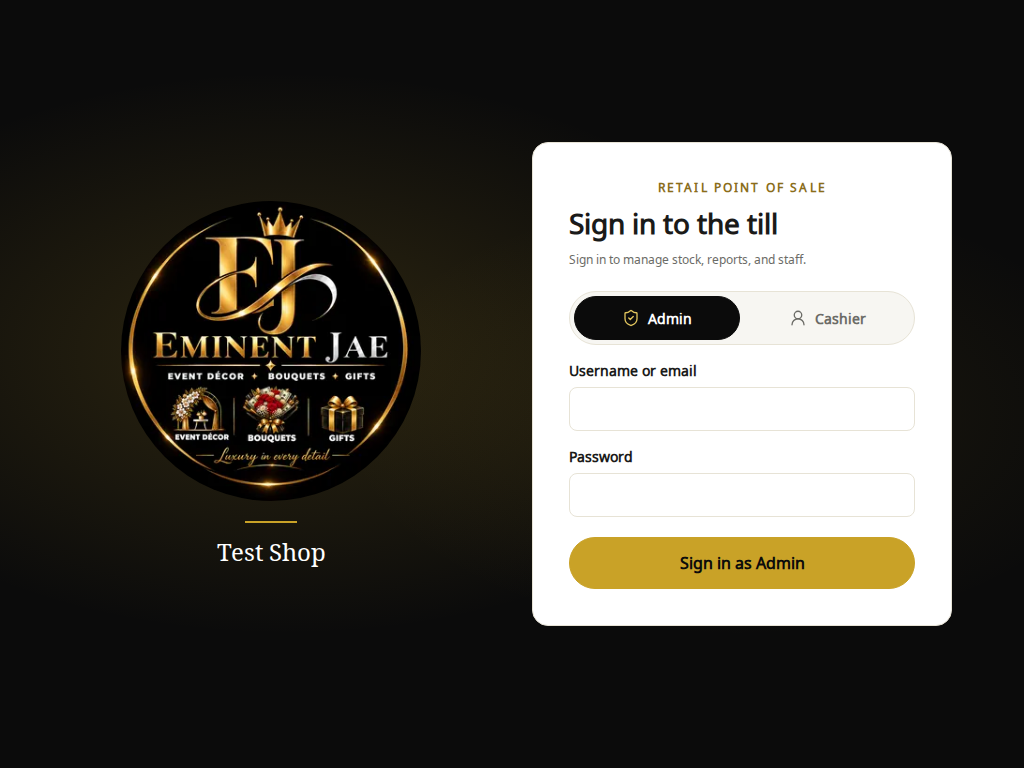 EJ
EMINENT JAE
EVENT DÉCOR ✦ BOUQUETS ✦ GIFTS
EVENT DÉCOR
BOUQUETS
GIFTS
Luxury in every detail
Test Shop
RETAIL POINT OF SALE
Sign in to the till
Sign in to manage stock, reports, and staff.
Admin
Cashier
Username or email
Password
Sign in as Admin